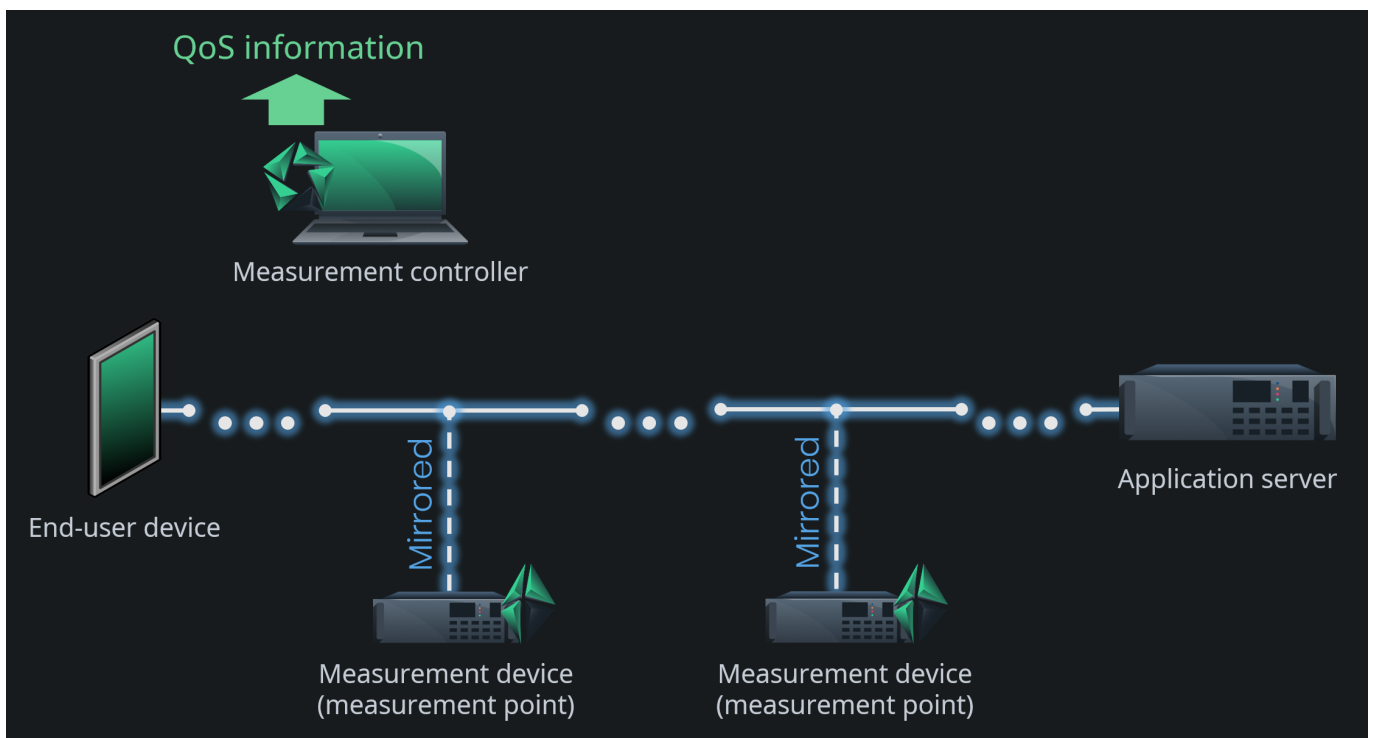 QoS information
Measurement controller
End-user device
Mirrored
Mirrored
Application server
Measurement device
(measurement point)
Measurement device
(measurement point)